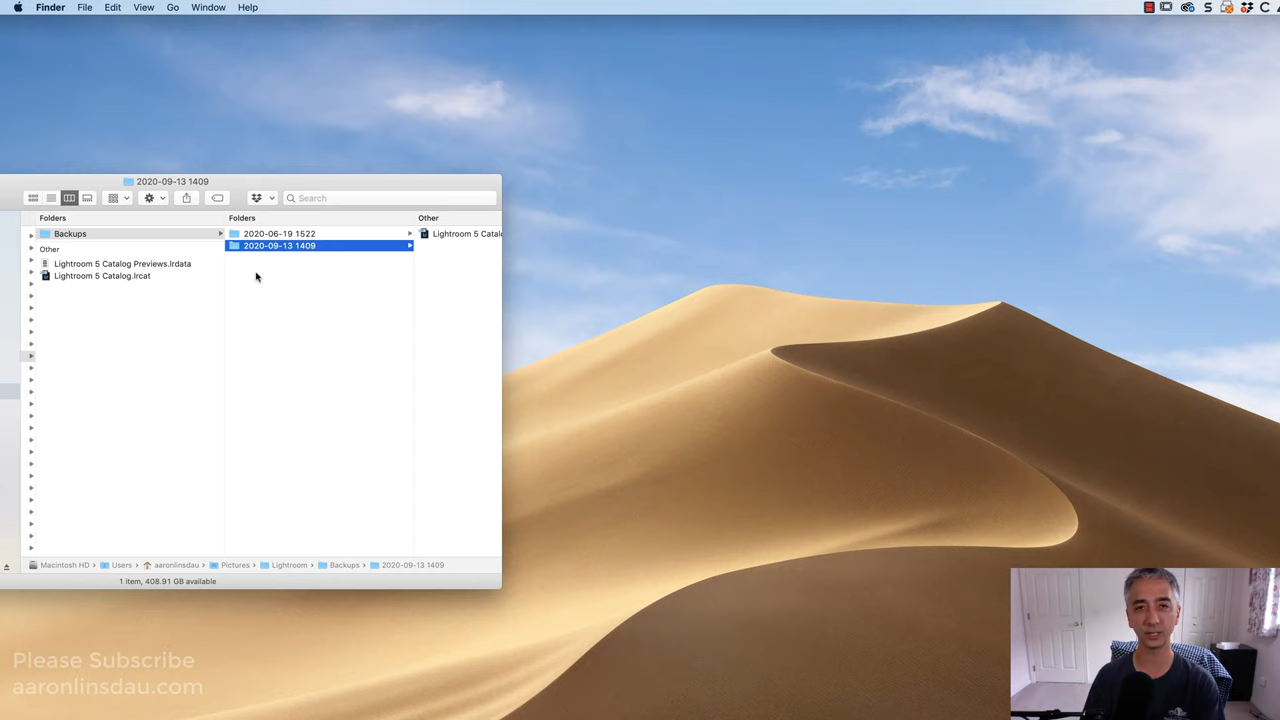 Finder File Edit View Go Window Help
2020-09-13 1409
Search
Folders Folders Other
Backups 2020-06-19 1522 Lightroom 5 Catal
2020-09-13 1409
Other
Lightroom 5 Catalog Previews.lrdata
Lightroom 5 Catalog.lrcat
Macintosh HD Users aaronlinsdau Pictures Lightroom Backups 2020-09-13 1409
1 item, 408.91 GB available
Please Subscribe
aaronlinsdau.com